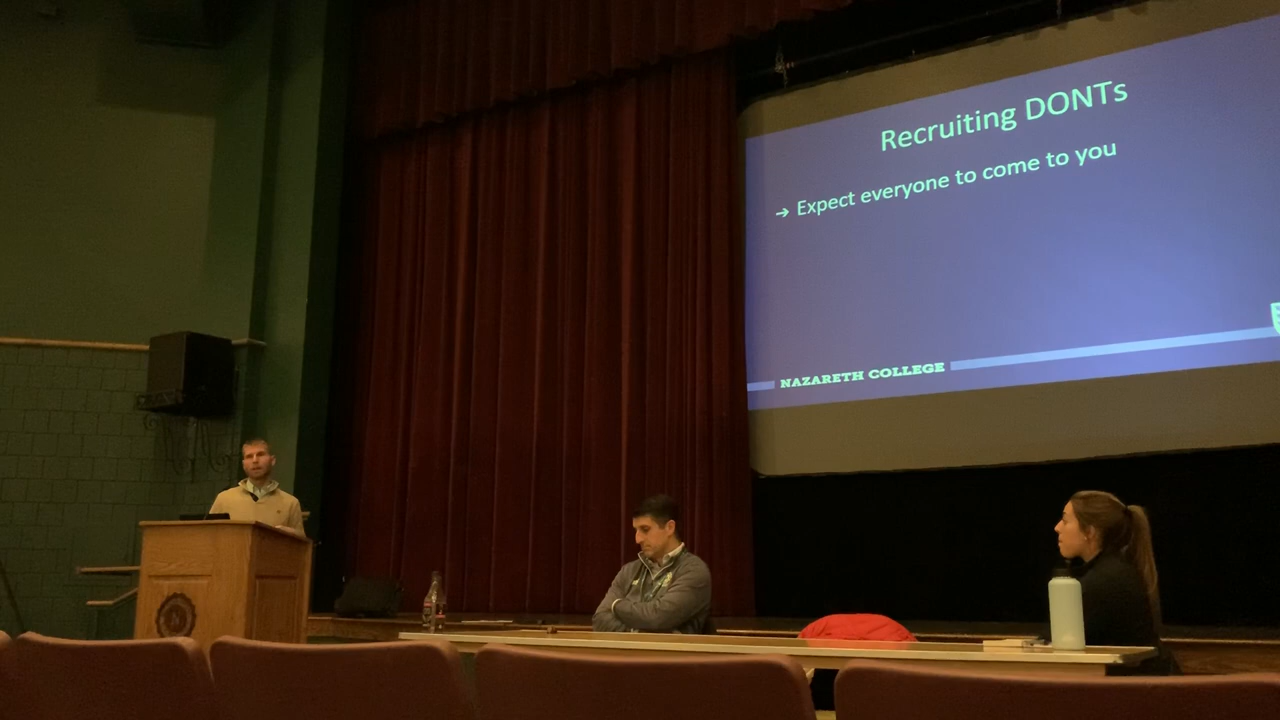 Recruiting DONTs
→ Expect everyone to come to you
NAZARETH COLLEGE